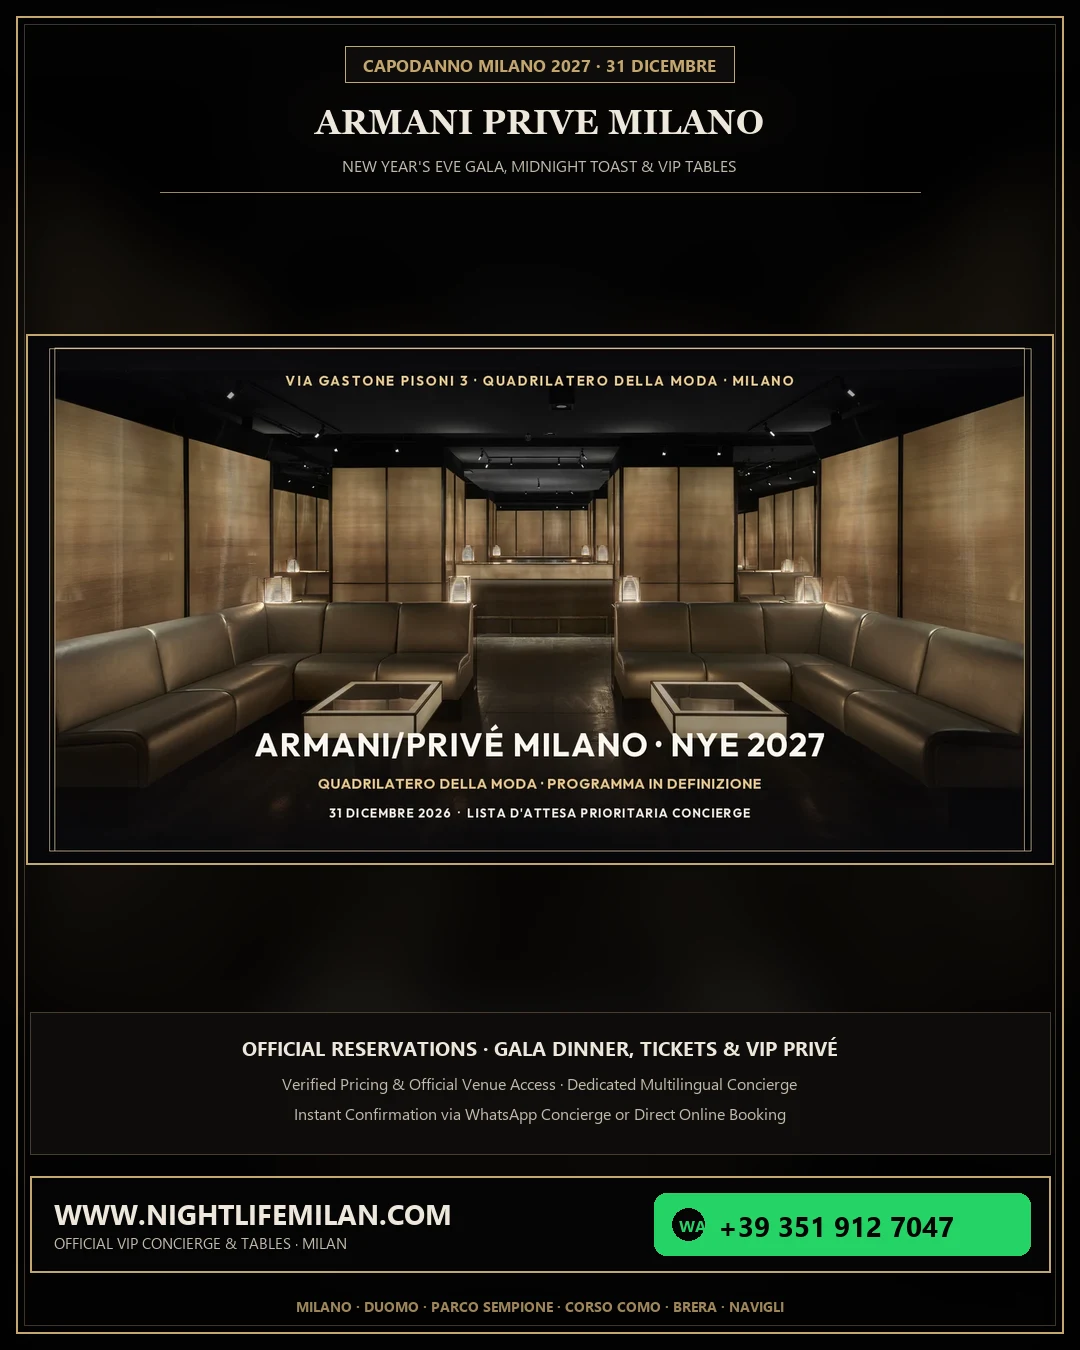 CAPODANNO MILANO 2027 · 31 DICEMBRE
ARMANI PRIVE MILANO
NEW YEAR'S EVE GALA, MIDNIGHT TOAST & VIP TABLES
VIA GASTONE PISONI 3 · QUADRILATERO DELLA MODA · MILANO
ARMANI/PRIVÉ MILANO · NYE 2027
QUADRILATERO DELLA MODA · PROGRAMMA IN DEFINIZIONE
31 DICEMBRE 2026 · LISTA D'ATTESA PRIORITARIA CONCIERGE
OFFICIAL RESERVATIONS · GALA DINNER, TICKETS & VIP PRIVÉ
Verified Pricing & Official Venue Access · Dedicated Multilingual Concierge
Instant Confirmation via WhatsApp Concierge or Direct Online Booking
WWW.NIGHTLIFEMILAN.COM
OFFICIAL VIP CONCIERGE & TABLES · MILAN
WA +39 351 912 7047
MILANO · DUOMO · PARCO SEMPIONE · CORSO COMO · BRERA · NAVIGLI